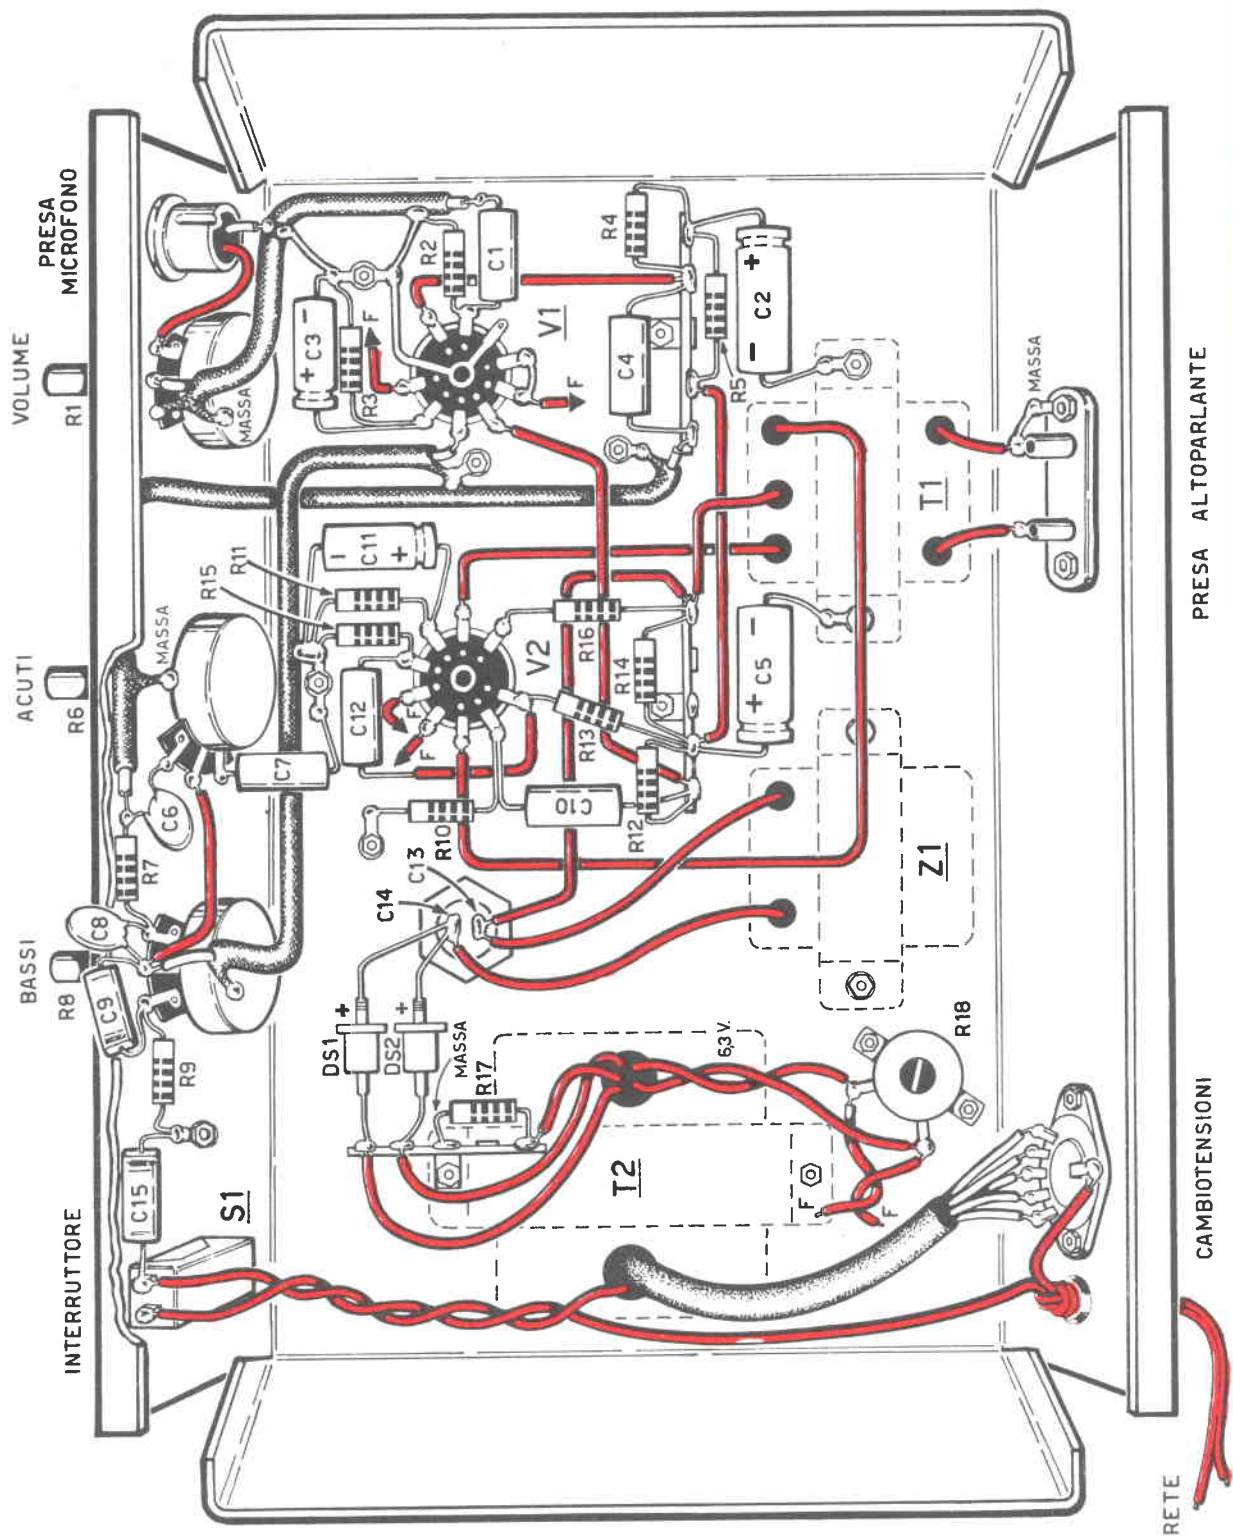 PRESA
MICROFONO
VOLUME
R1
MASSA
ACUTI
R6
MASSA
BASSI
R8
INTERRUTTORE
S1
C15
R9
C9
C8
R7
C6
C7
C3
+
-
R3
F
R2
C1
V1
F
R4
C4
R5
C2
+
-
MASSA
T1
PRESA ALTOPARLANTE
C11
-
+
R11
R15
C12
F
F
V2
R16
R14
R13
C5
+
-
R10
C10
R12
C13
C14
Z1
DS1
+
DS2
+
MASSA
R17
6,3 V.
R18
T2
F
F
CAMBIOTENSIONI
RETE